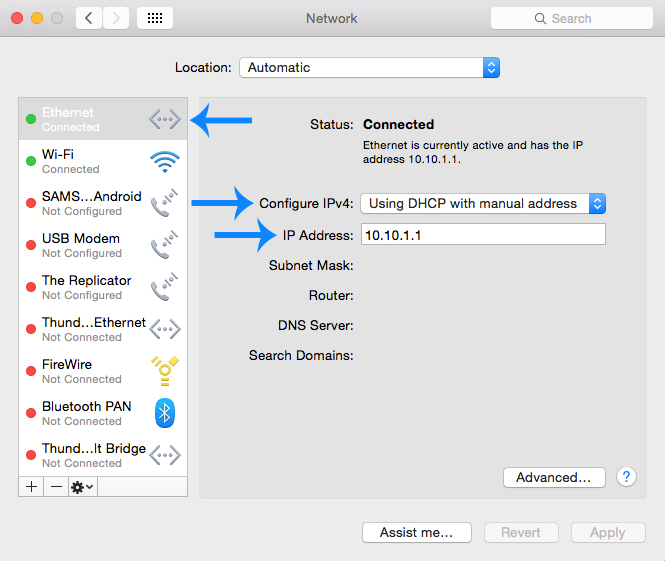 Network
Search
Location: Automatic
Ethernet
Connected
Wi-Fi
Connected
SAMS...Android
Not Configured
USB Modem
Not Configured
The Replicator
Not Configured
Thund...Ethernet
Not Connected
FireWire
Not Connected
Bluetooth PAN
Not Connected
Thund...lt Bridge
Not Connected
Status: Connected
Ethernet is currently active and has the IP
address 10.10.1.1.
Configure IPv4: Using DHCP with manual address
IP Address: 10.10.1.1
Subnet Mask:
Router:
DNS Server:
Search Domains:
Advanced...
?
Assist me...
Revert
Apply